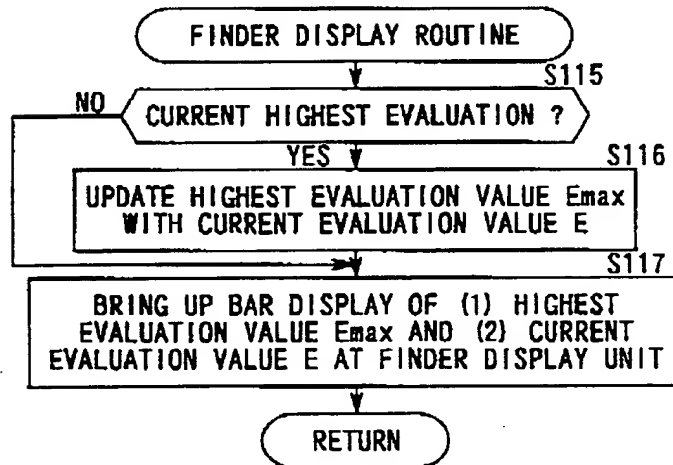 FINDER DISPLAY ROUTINE
S115
NO
CURRENT HIGHEST EVALUATION ?
YES
S116
UPDATE HIGHEST EVALUATION VALUE Emax
WITH CURRENT EVALUATION VALUE E
S117
BRING UP BAR DISPLAY OF (1) HIGHEST
EVALUATION VALUE Emax AND (2) CURRENT
EVALUATION VALUE E AT FINDER DISPLAY UNIT
RETURN